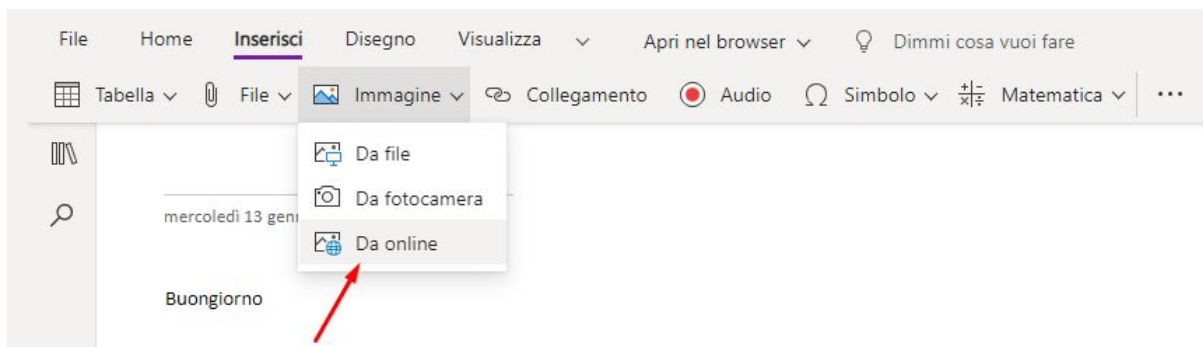 File Home Inserisci Disegno Visualizza Apri nel browser Dimmi cosa vuoi fare
Tabella File Immagine Collegamento Audio Simbolo Matematica
Da file
Da fotocamera
mercoledì 13
Da online
Buongiorno